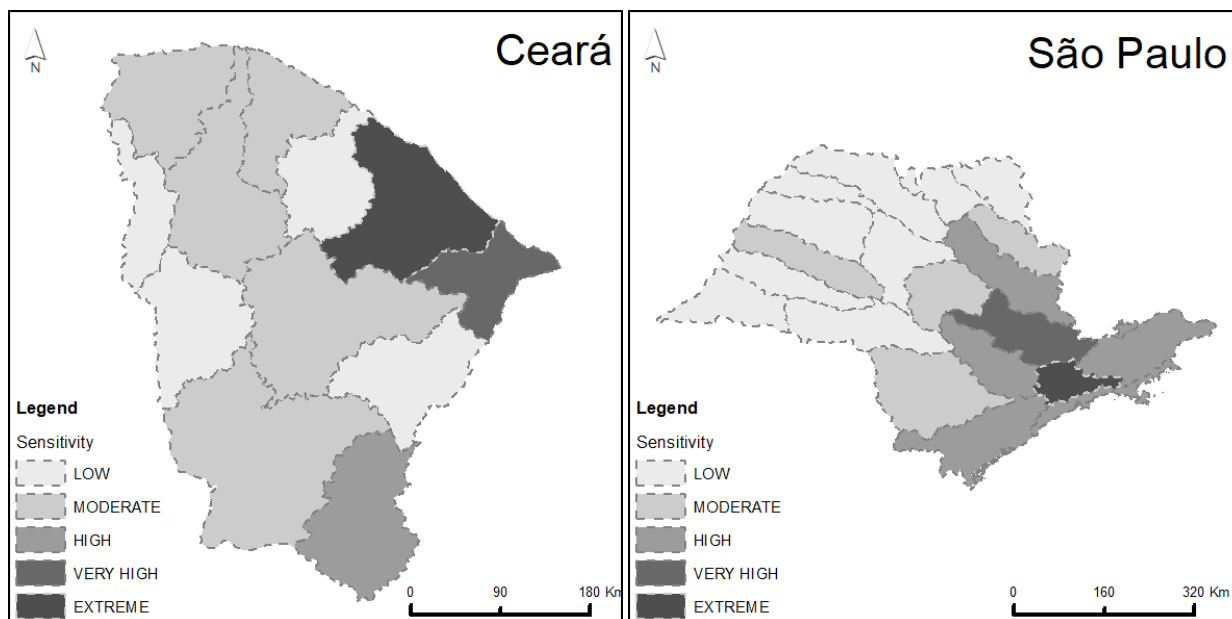 Ceará
N
Legend
Sensitivity
LOW
MODERATE
HIGH
VERY HIGH
EXTREME
0 90 180 Km
São Paulo
N
Legend
Sensitivity
LOW
MODERATE
HIGH
VERY HIGH
EXTREME
0 160 320 Km